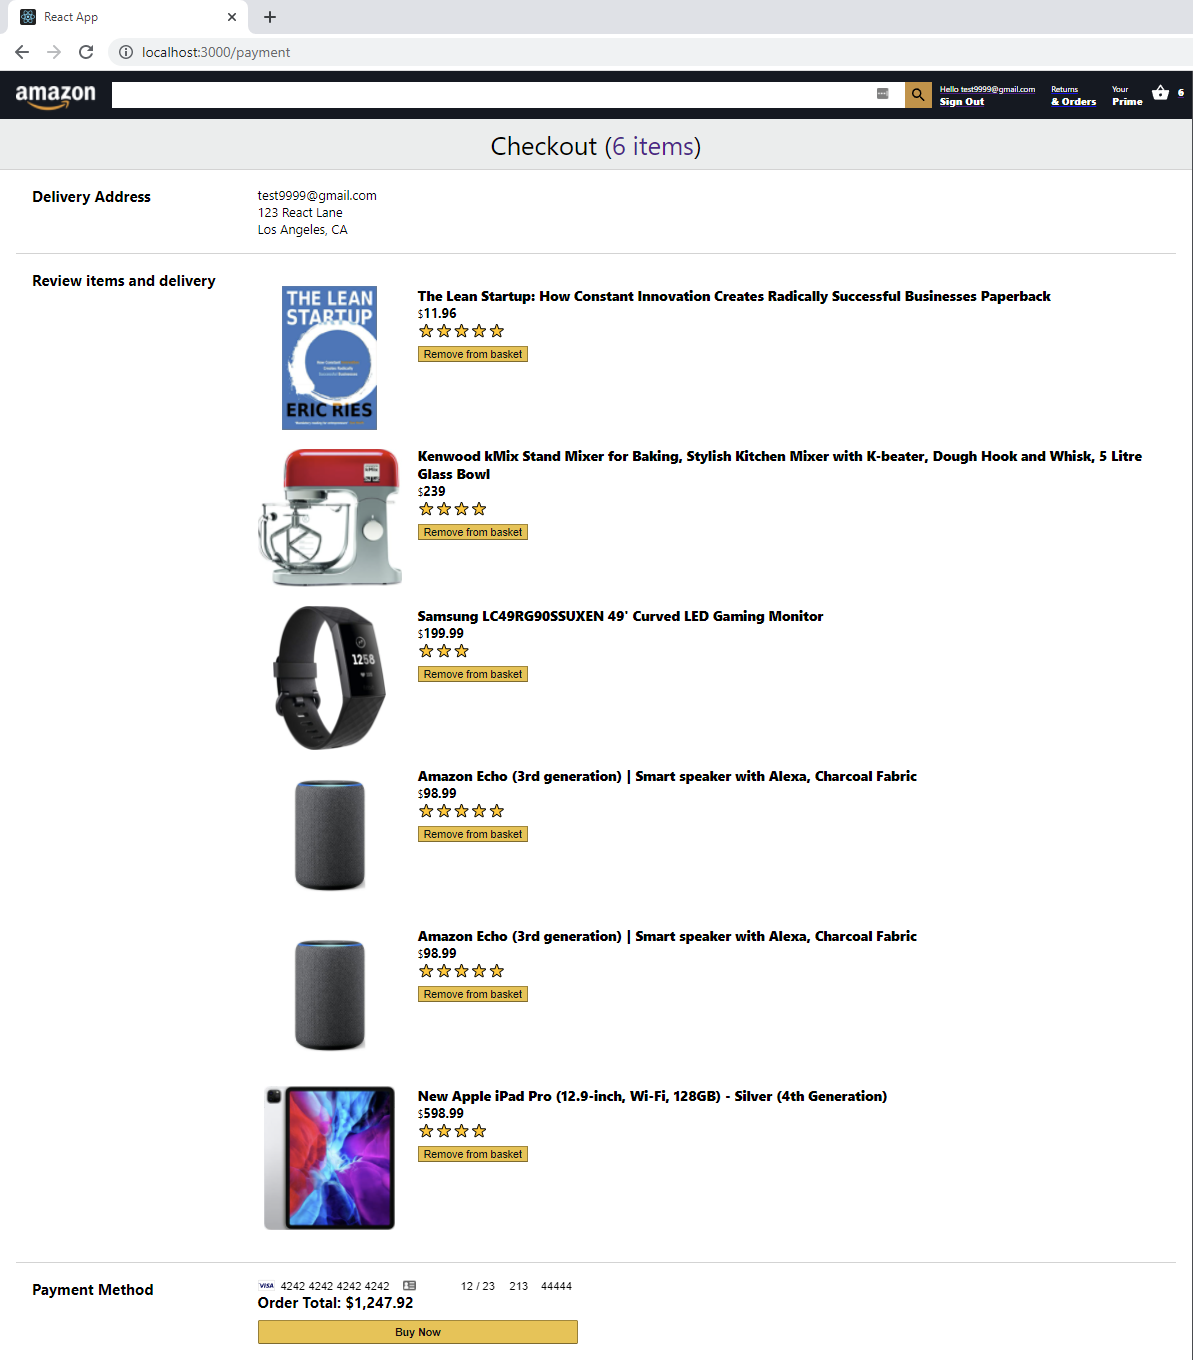 React App
localhost:3000/payment
amazon
Hello test9999@gmail.com
Sign Out
Returns
& Orders
Your
Prime
6
Checkout (6 items)
Delivery Address
test9999@gmail.com
123 React Lane
Los Angeles, CA
Review items and delivery
THE LEAN
STARTUP
ERIC RIES
The Lean Startup: How Constant Innovation Creates Radically Successful Businesses Paperback
$11.96
Remove from basket
kMix
Kenwood kMix Stand Mixer for Baking, Stylish Kitchen Mixer with K-beater, Dough Hook and Whisk, 5 Litre
Glass Bowl
$239
Remove from basket
1258
Samsung LC49RG90SSUXEN 49' Curved LED Gaming Monitor
$199.99
Remove from basket
Amazon Echo (3rd generation) | Smart speaker with Alexa, Charcoal Fabric
$98.99
Remove from basket
Amazon Echo (3rd generation) | Smart speaker with Alexa, Charcoal Fabric
$98.99
Remove from basket
New Apple iPad Pro (12.9-inch, Wi-Fi, 128GB) - Silver (4th Generation)
$598.99
Remove from basket
Payment Method
VISA 4242 4242 4242 4242 12 / 23 213 44444
Order Total: $1,247.92
Buy Now